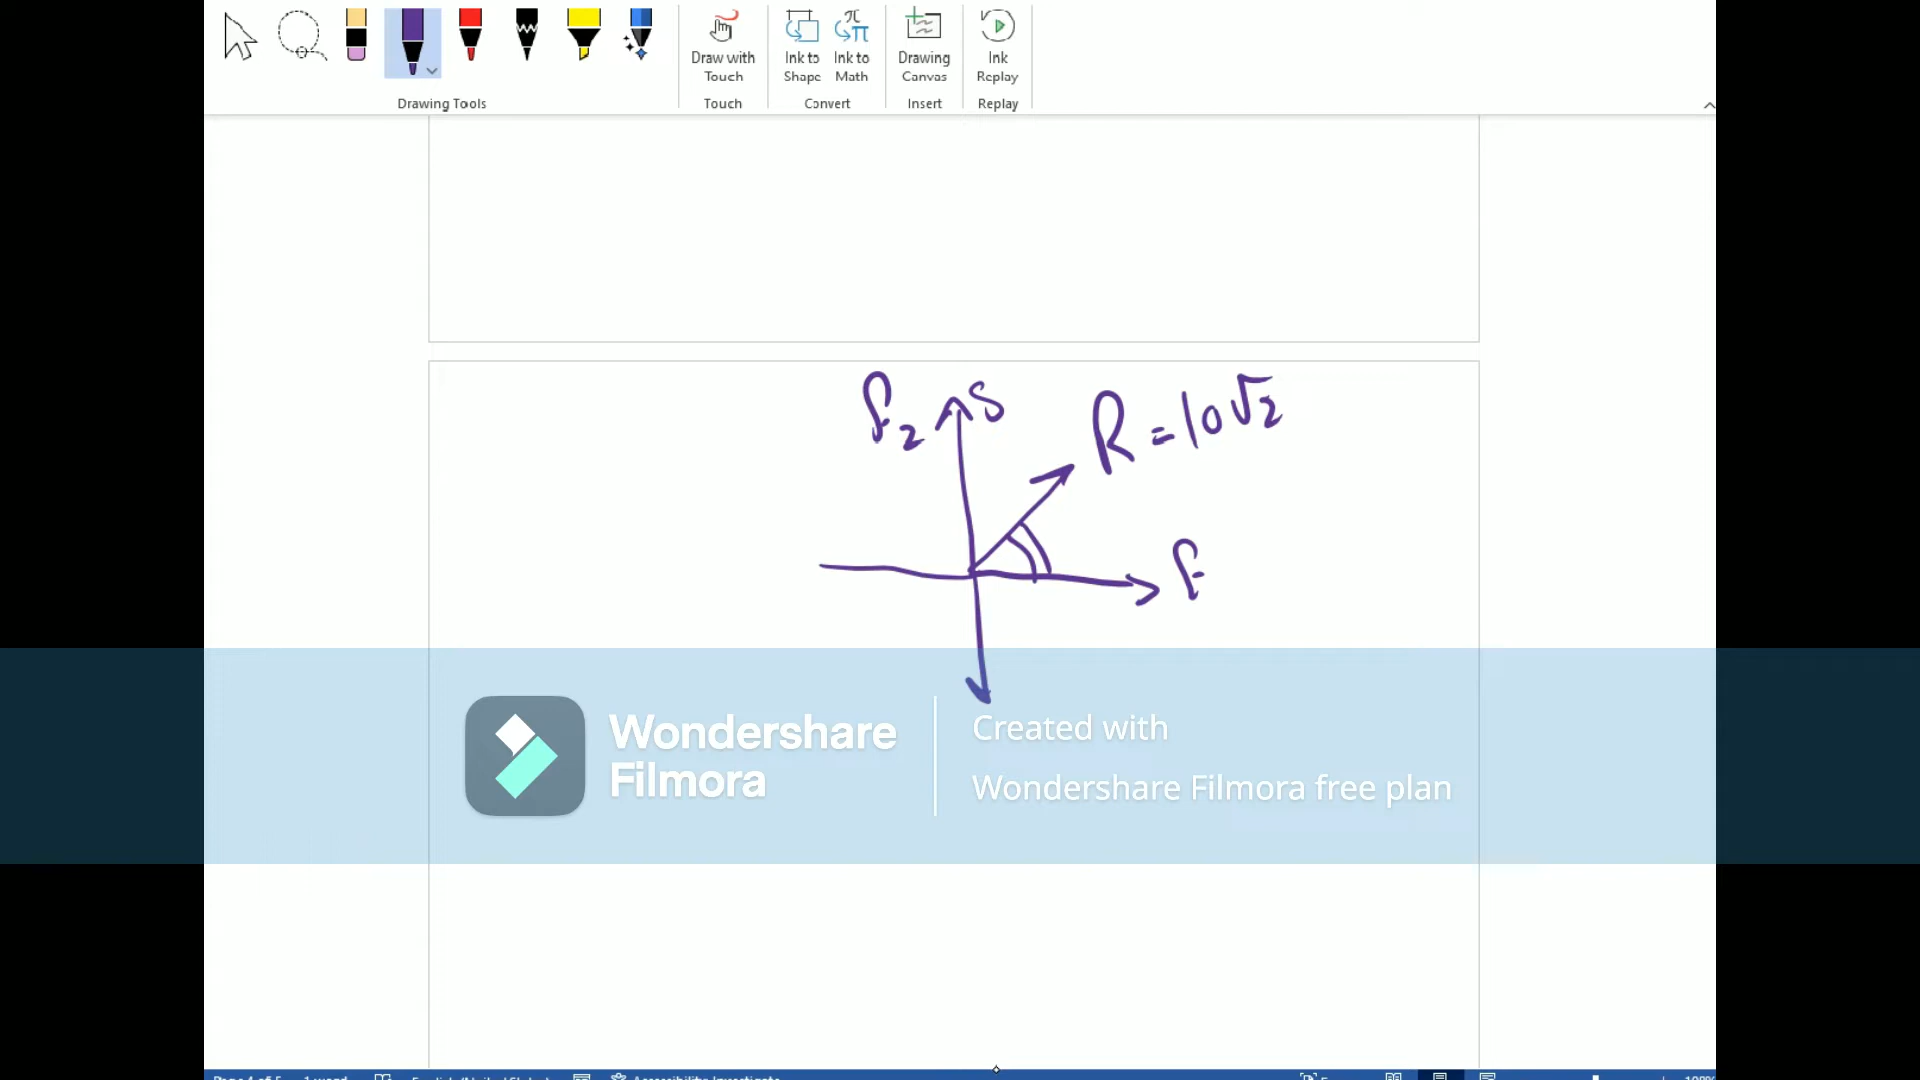 Draw with Touch
Ink to Shape
Ink to Math
Drawing Canvas
Ink Replay
Drawing Tools
Touch
Convert
Insert
Replay
F₂
S
R = 10√2
F
Wondershare
Filmora
Created with
Wondershare Filmora free plan